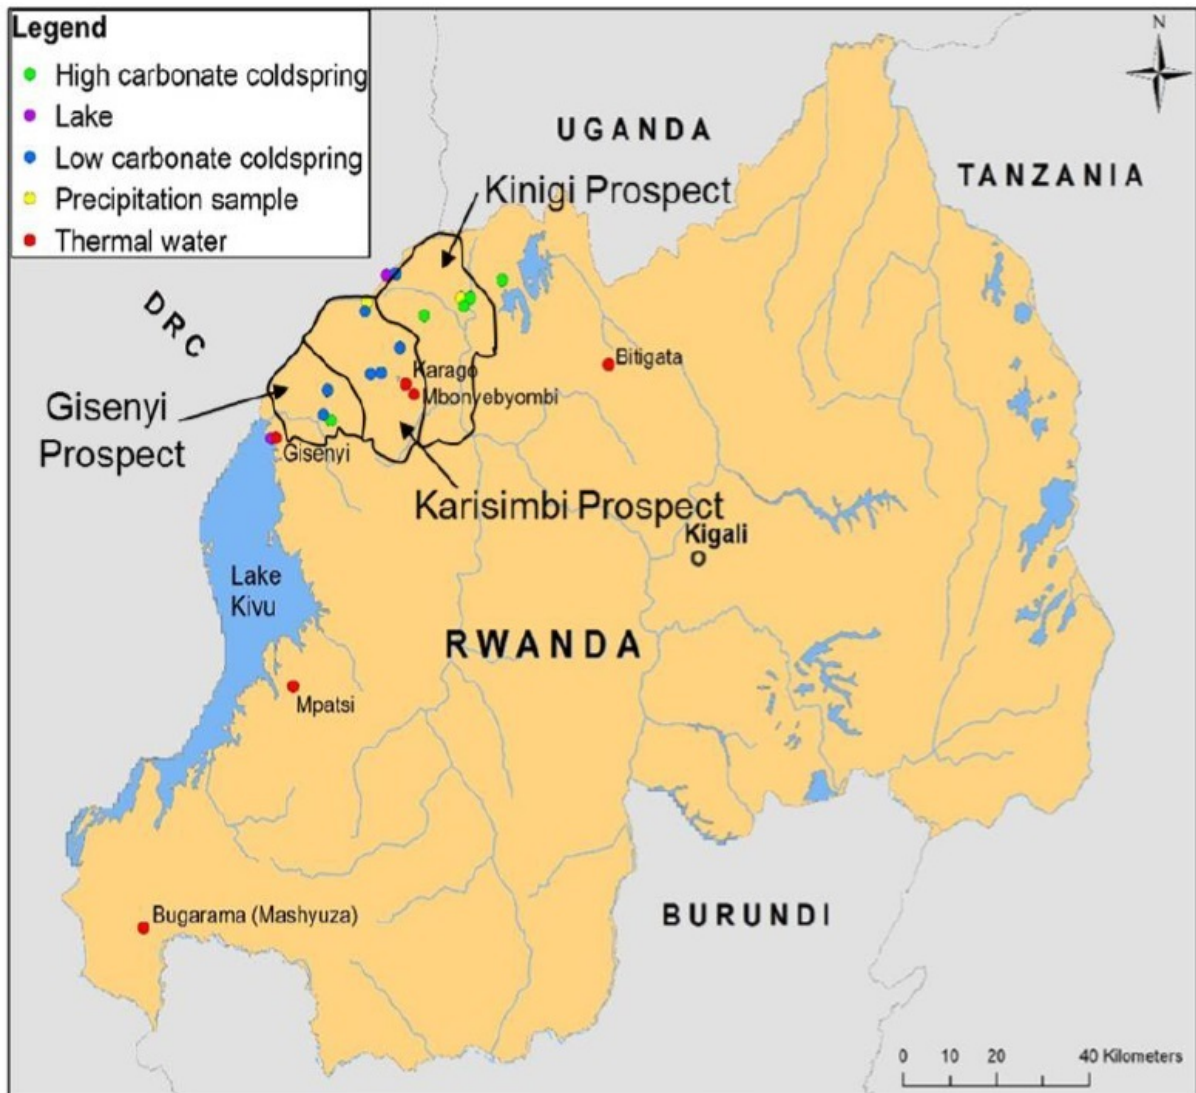 Legend
High carbonate coldspring
Lake
Low carbonate coldspring
Precipitation sample
Thermal water
N
UGANDA
TANZANIA
Kinigi Prospect
DRC
Bitigata
Karago
Mbonyebyombi
Gisenyi
Prospect
Gisenyi
Karisimbi Prospect
Kigali
Lake
Kivu
RWANDA
Mpatsi
Bugarama (Mashyuza)
BURUNDI
0 10 20 40 Kilometers